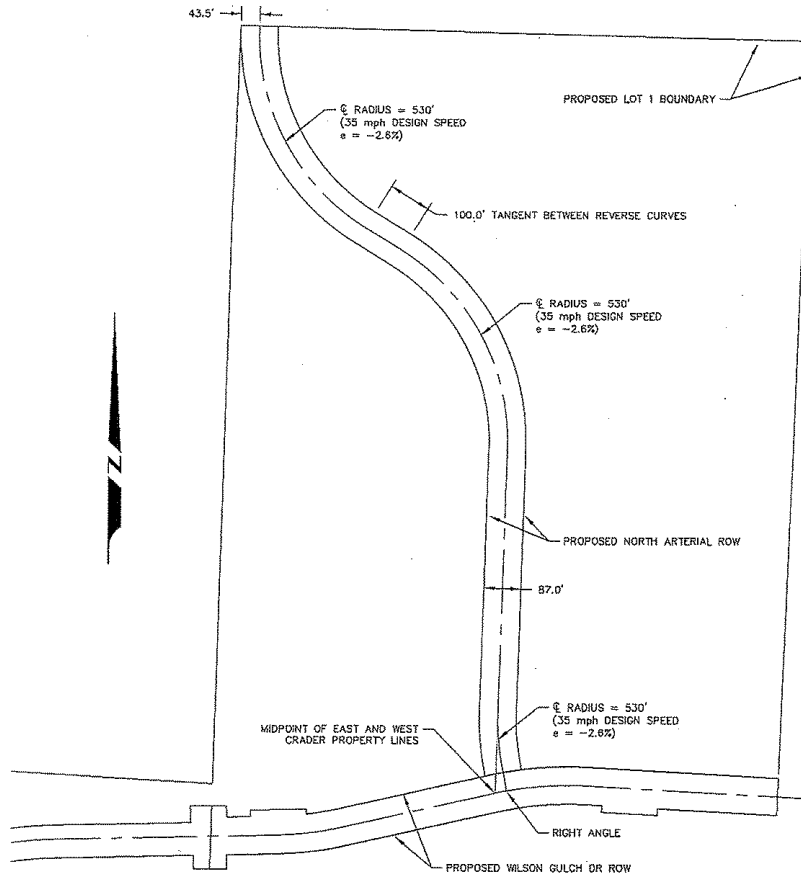 43.5'
PROPOSED LOT 1 BOUNDARY
℄ RADIUS = 530'
(35 mph DESIGN SPEED
e = -2.6%)
100.0' TANGENT BETWEEN REVERSE CURVES
℄ RADIUS = 530'
(35 mph DESIGN SPEED
e = -2.6%)
N
PROPOSED NORTH ARTERIAL ROW
87.0'
℄ RADIUS = 530'
(35 mph DESIGN SPEED
e = -2.6%)
MIDPOINT OF EAST AND WEST
CRADER PROPERTY LINES
RIGHT ANGLE
PROPOSED WILSON GULCH DR ROW